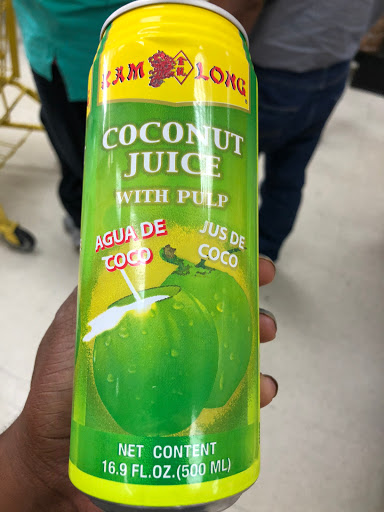 KAM LONG
COCONUT
JUICE
WITH PULP
AGUA DE JUS DE
COCO COCO
NET CONTENT
16.9 FL.OZ.(500 ML)